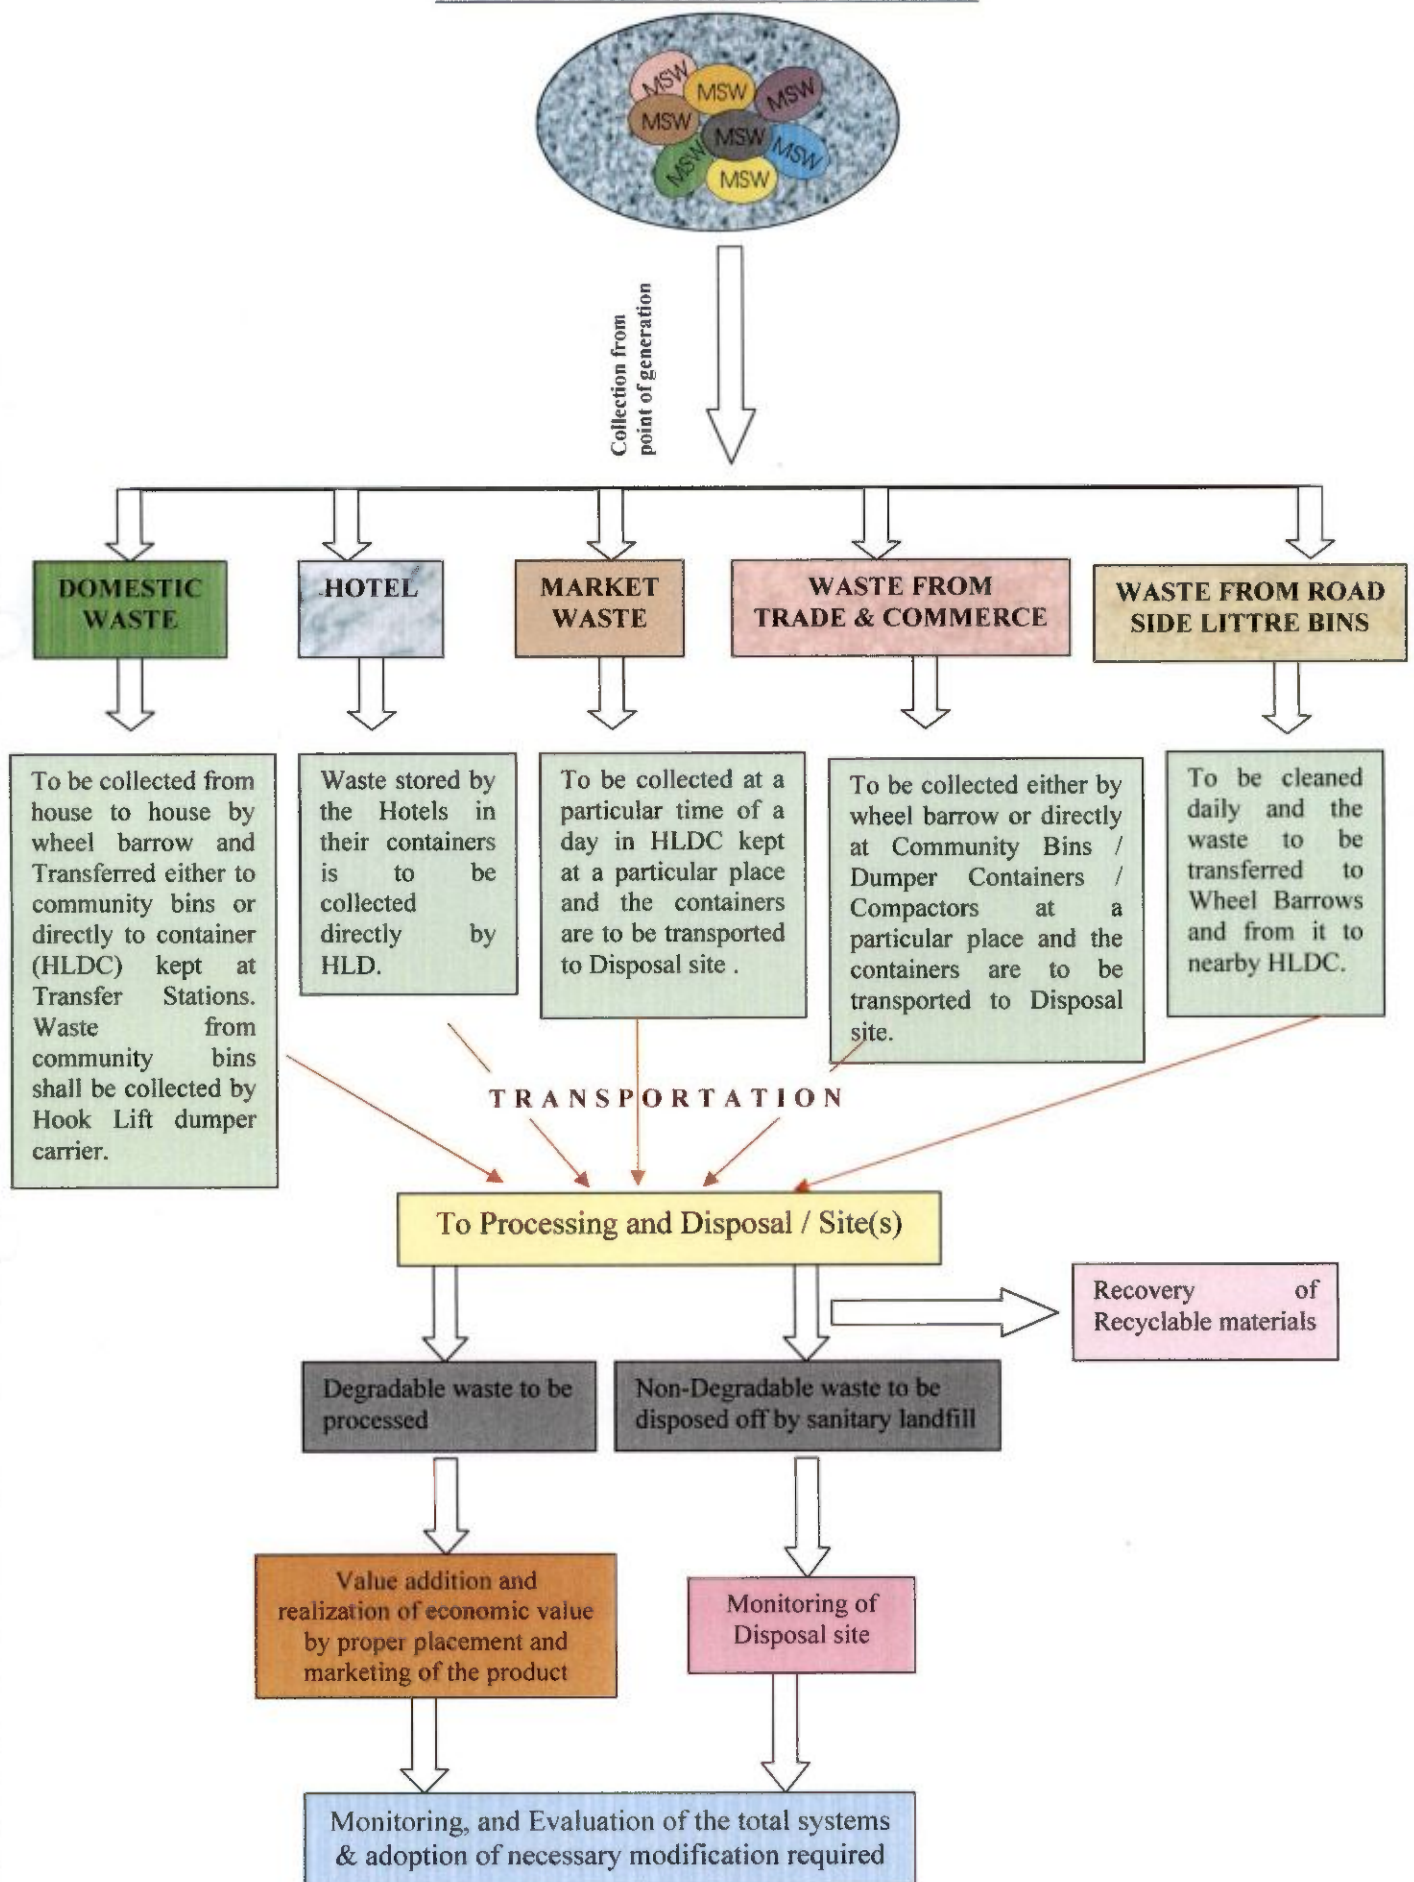 MSW
MSW
MSW
MSW
MSW
MSW
MSW
MSW
Collection from
point of generation
DOMESTIC
WASTE
HOTEL
MARKET
WASTE
WASTE FROM
TRADE & COMMERCE
WASTE FROM ROAD
SIDE LITTRE BINS
To be collected from
house to house by
wheel barrow and
Transferred either to
community bins or
directly to container
(HLDC) kept at
Transfer Stations.
Waste from
community bins
shall be collected by
Hook Lift dumper
carrier.
Waste stored by
the Hotels in
their containers
is to be
collected
directly by
HLD.
To be collected at a
particular time of a
day in HLDC kept
at a particular place
and the containers
are to be transported
to Disposal site .
To be collected either by
wheel barrow or directly
at Community Bins /
Dumper Containers /
Compactors at a
particular place and the
containers are to be
transported to Disposal
site.
To be cleaned
daily and the
waste to be
transferred to
Wheel Barrows
and from it to
nearby HLDC.
TRANSPORTATION
To Processing and Disposal / Site(s)
Recovery of
Recyclable materials
Degradable waste to be
processed
Non-Degradable waste to be
disposed off by sanitary landfill
Value addition and
realization of economic value
by proper placement and
marketing of the product
Monitoring of
Disposal site
Monitoring, and Evaluation of the total systems
& adoption of necessary modification required